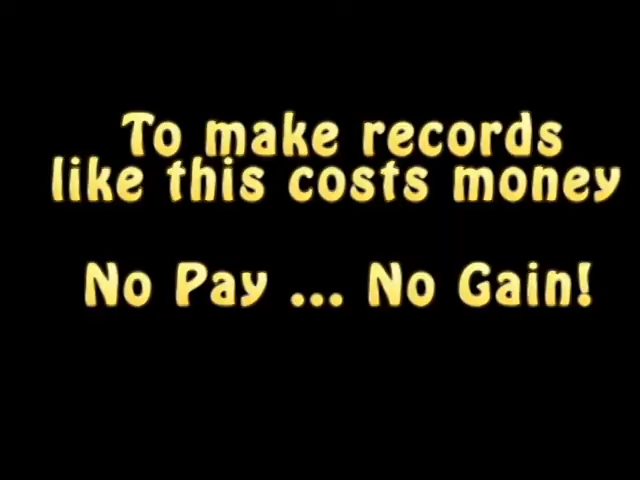 To make records
like this costs money
No Pay ... No Gain!